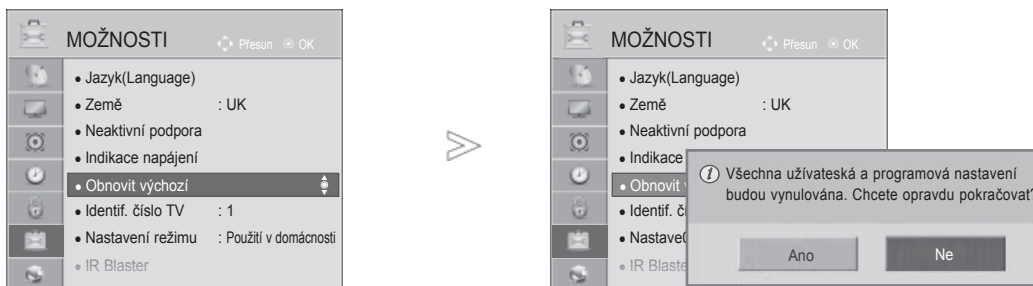 MOŽNOSTI Přesun OK
• Jazyk(Language)
• Země : UK
• Neaktivní podpora
• Indikace napájení
• Obnovit výchozí
• Identif. číslo TV : 1
• Nastavení režimu : Použití v domácnosti
• IR Blaster
MOŽNOSTI Přesun OK
• Jazyk(Language)
• Země : UK
• Neaktivní podpora
• Indikace
• Obnovit
• Identif.
• Nastave
• IR Blaste
Všechna užívateská a programová nastavení
budou vynulována. Chcete opravdu pokračovat?
Ano Ne